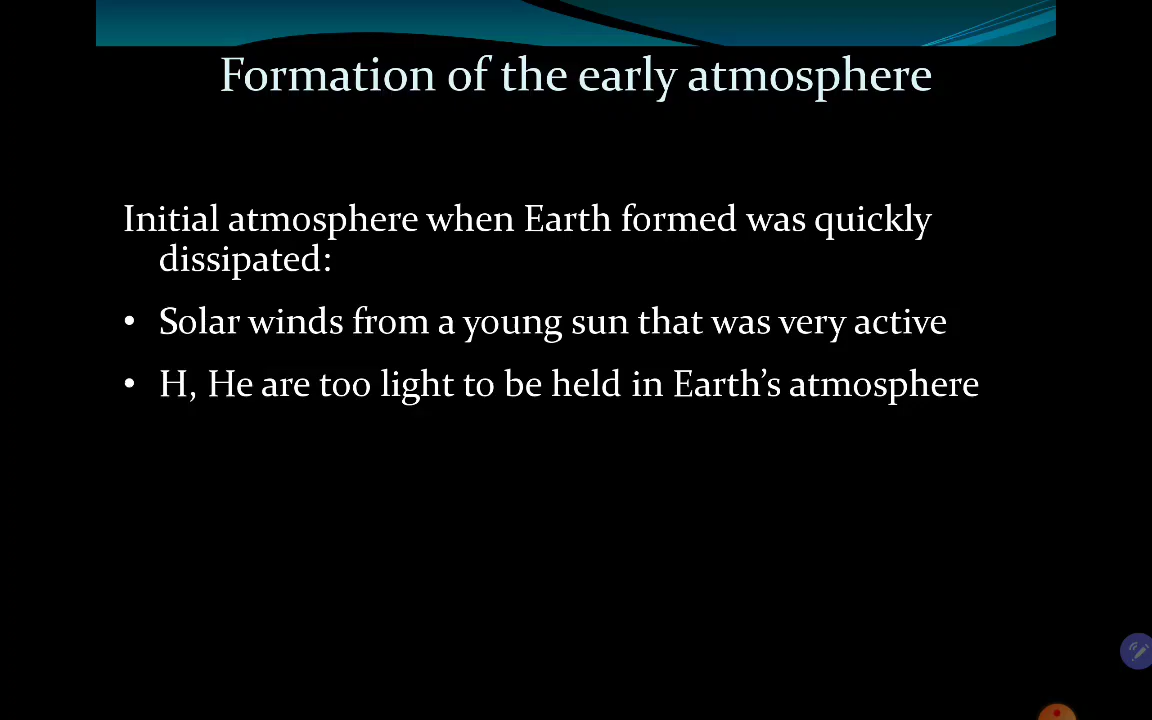 Formation of the early atmosphere
Initial atmosphere when Earth formed was quickly
dissipated:
• Solar winds from a young sun that was very active
• H, He are too light to be held in Earth’s atmosphere